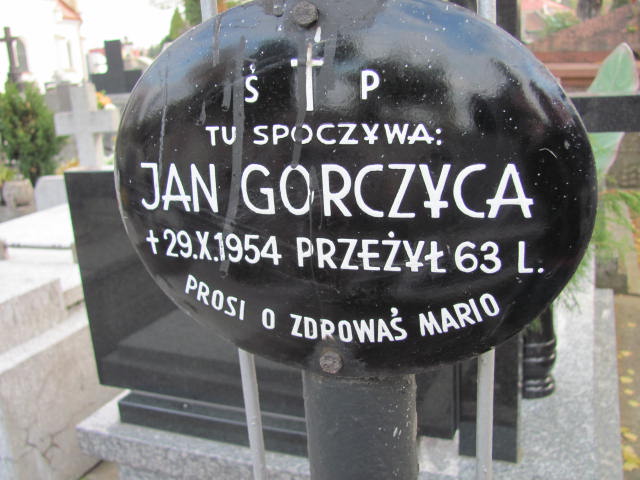 Ś P
TU SPOCZYWA:
JAN GORCZYCA
+ 29.X.1954 PRZEŻYŁ 63 L.
PROSI O ZDROWAŚ MARIO